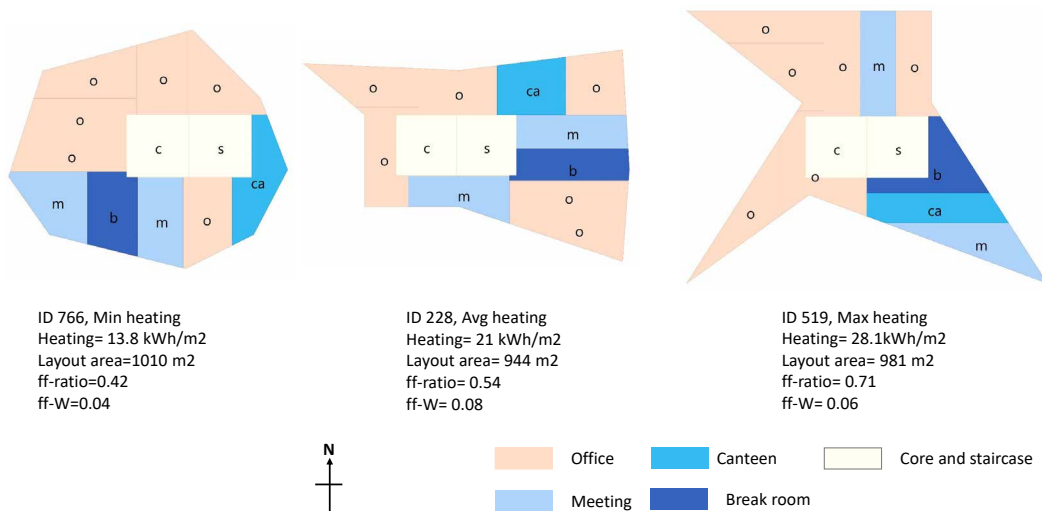 o
o
o
o
o
c
s
m
b
m
o
ca
o
o
ca
o
m
c
s
o
b
m
o
o
o
o
o
m
o
c
s
o
b
o
ca
m
ID 766, Min heating
Heating= 13.8 kWh/m2
Layout area=1010 m2
ff-ratio=0.42
ff-W=0.04
ID 228, Avg heating
Heating= 21 kWh/m2
Layout area= 944 m2
ff-ratio= 0.54
ff-W= 0.08
ID 519, Max heating
Heating= 28.1kWh/m2
Layout area= 981 m2
ff-ratio= 0.71
ff-W= 0.06
N
Office
Canteen
Core and staircase
Meeting
Break room